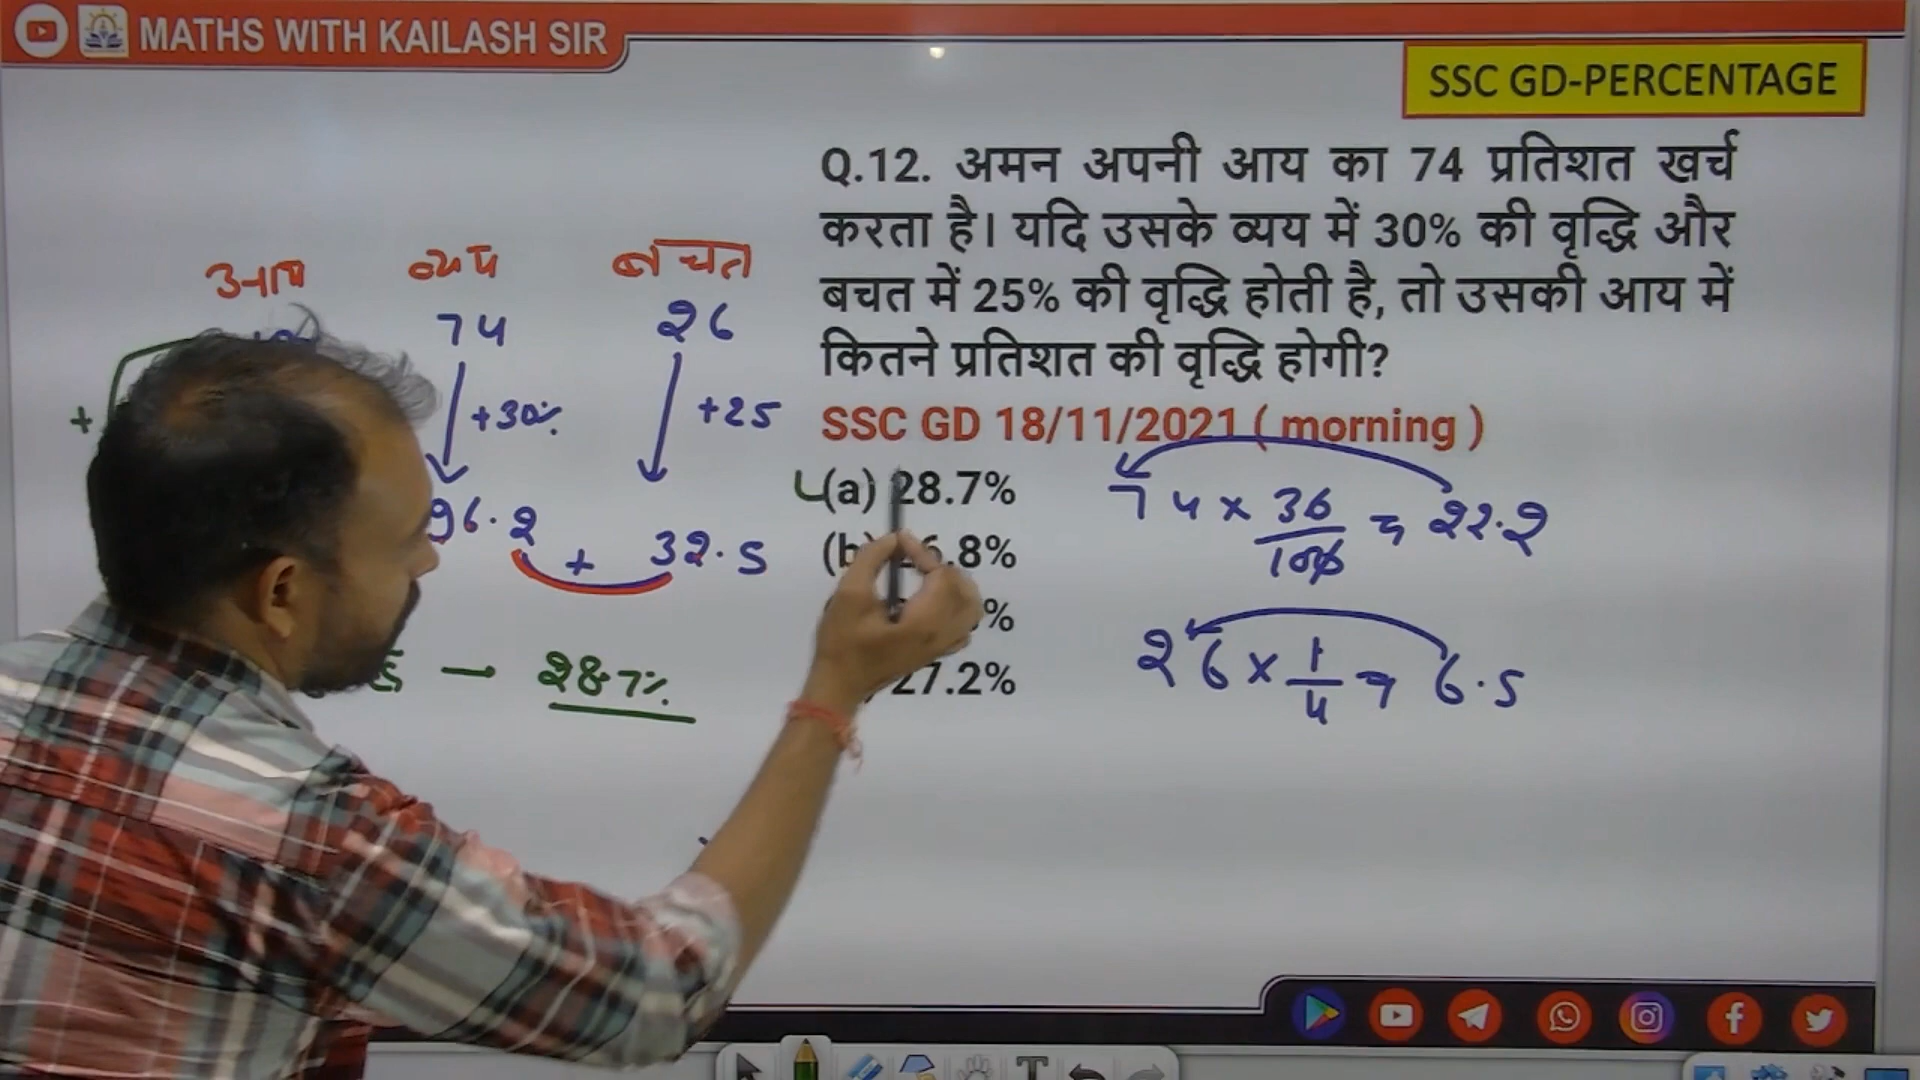 MATHS WITH KAILASH SIR
SSC GD-PERCENTAGE
Q.12. अमन अपनी आय का 74 प्रतिशत खर्च
करता है। यदि उसके व्यय में 30% की वृद्धि और
बचत में 25% की वृद्धि होती है, तो उसकी आय में
कितने प्रतिशत की वृद्धि होगी?
SSC GD 18/11/2021 ( morning )
(a) 28.7%
(b) 26.8%
%
27.2%
आय व्यय बचत
74 26
+
+30% +25
96.2 + 32.5
- 28.7%
74 × 30/100 = 22.2
26 × 1/4 = 6.5